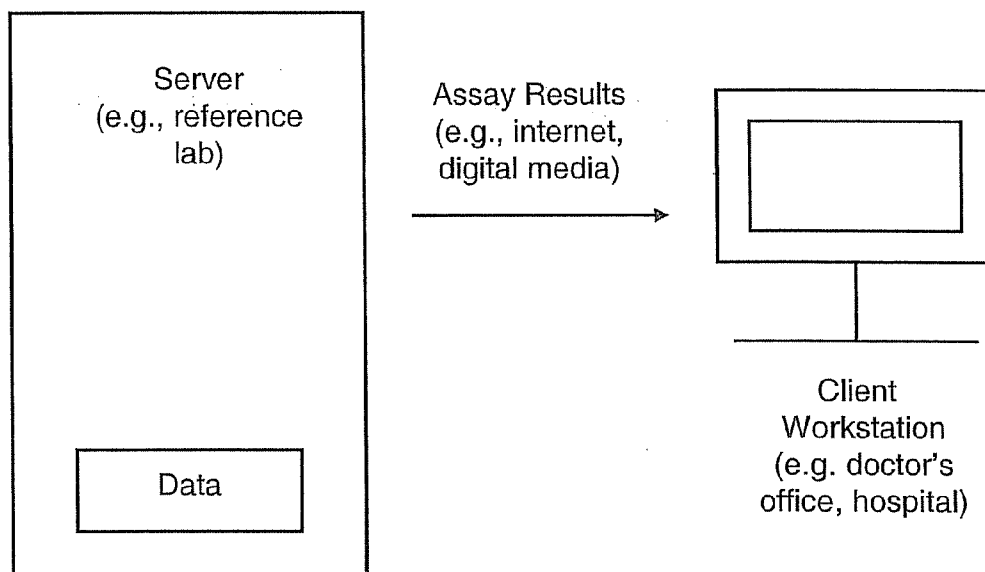 Server
(e.g., reference
lab)
Data
Assay Results
(e.g., internet,
digital media)
Client
Workstation
(e.g. doctor's
office, hospital)